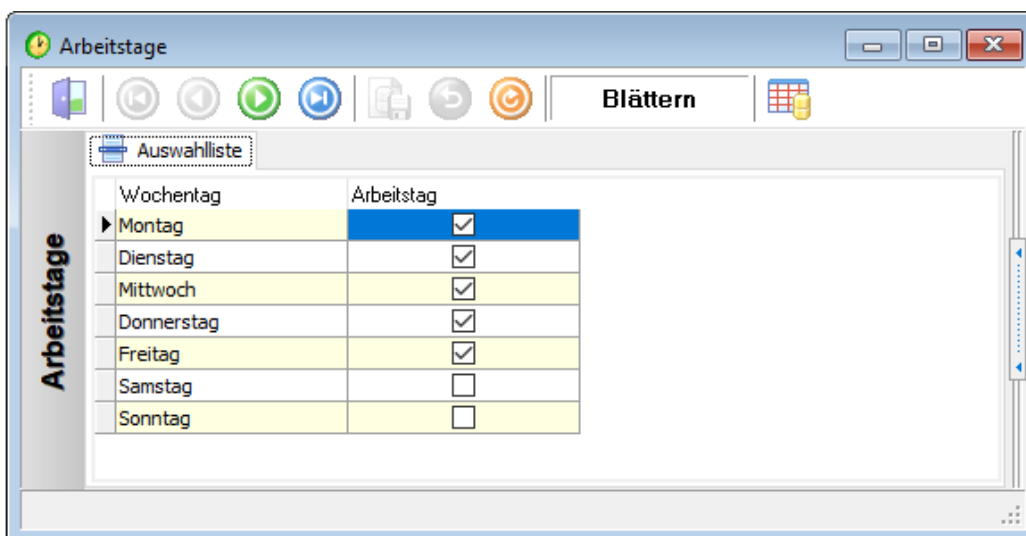 Arbeitstage
Blättern
Auswahlliste
Arbeitstage
Wochentag Arbeitstag
Montag
Dienstag
Mittwoch
Donnerstag
Freitag
Samstag
Sonntag